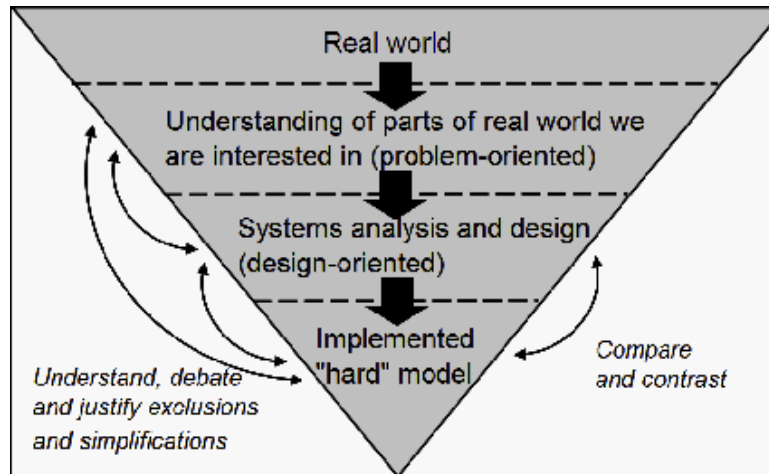 Real world
Understanding of parts of real world we
are interested in (problem-oriented)
Systems analysis and design
(design-oriented)
Implemented
"hard" model
Understand, debate
and justify exclusions
and simplifications
Compare
and contrast